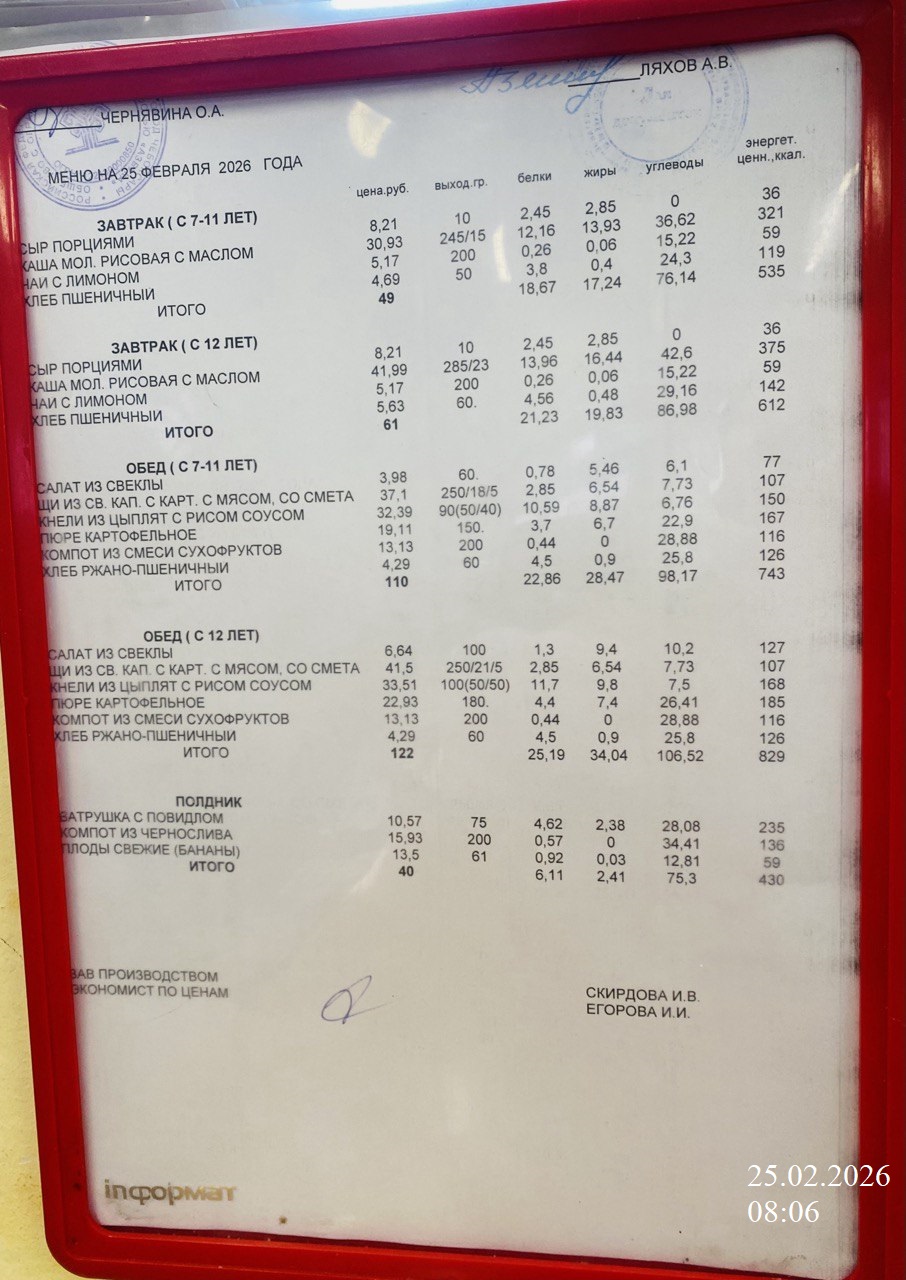 ЛЯХОВ А.В.
ЧЕРНЯВИНА О.А.
МЕНЮ НА 25 ФЕВРАЛЯ 2026 ГОДА
цена.руб. выход.гр. белки жиры углеводы энергет. ценн.,ккал.
ЗАВТРАК ( С 7-11 ЛЕТ)
СЫР ПОРЦИЯМИ 8,21 10 2,45 2,85 0 36
КАША МОЛ. РИСОВАЯ С МАСЛОМ 30,93 245/15 12,16 13,93 36,62 321
ЧАИ С ЛИМОНОМ 5,17 200 0,26 0,06 15,22 59
ХЛЕБ ПШЕНИЧНЫИ 4,69 50 3,8 0,4 24,3 119
ИТОГО 49 18,67 17,24 76,14 535
ЗАВТРАК ( С 12 ЛЕТ)
СЫР ПОРЦИЯМИ 8,21 10 2,45 2,85 0 36
КАША МОЛ. РИСОВАЯ С МАСЛОМ 41,99 285/23 13,96 16,44 42,6 375
ЧАИ С ЛИМОНОМ 5,17 200 0,26 0,06 15,22 59
ХЛЕБ ПШЕНИЧНЫИ 5,63 60. 4,56 0,48 29,16 142
ИТОГО 61 21,23 19,83 86,98 612
ОБЕД ( С 7-11 ЛЕТ)
САЛАТ ИЗ СВЕКЛЫ 3,98 60. 0,78 5,46 6,1 77
ЩИ ИЗ СВ. КАП. С КАРТ. С МЯСОМ, СО СМЕТА 37,1 250/18/5 2,85 6,54 7,73 107
КНЕЛИ ИЗ ЦЫПЛЯТ С РИСОМ СОУСОМ 32,39 90(50/40) 10,59 8,87 6,76 150
ПЮРЕ КАРТОФЕЛЬНОЕ 19,11 150. 3,7 6,7 22,9 167
КОМПОТ ИЗ СМЕСИ СУХОФРУКТОВ 13,13 200 0,44 0 28,88 116
ХЛЕБ РЖАНО-ПШЕНИЧНЫИ 4,29 60 4,5 0,9 25,8 126
ИТОГО 110 22,86 28,47 98,17 743
ОБЕД ( С 12 ЛЕТ)
САЛАТ ИЗ СВЕКЛЫ 6,64 100 1,3 9,4 10,2 127
ЩИ ИЗ СВ. КАП. С КАРТ. С МЯСОМ, СО СМЕТА 41,5 250/21/5 2,85 6,54 7,73 107
КНЕЛИ ИЗ ЦЫПЛЯТ С РИСОМ СОУСОМ 33,51 100(50/50) 11,7 9,8 7,5 168
ПЮРЕ КАРТОФЕЛЬНОЕ 22,93 180. 4,4 7,4 26,41 185
КОМПОТ ИЗ СМЕСИ СУХОФРУКТОВ 13,13 200 0,44 0 28,88 116
ХЛЕБ РЖАНО-ПШЕНИЧНЫИ 4,29 60 4,5 0,9 25,8 126
ИТОГО 122 25,19 34,04 106,52 829
ПОЛДНИК
ВАТРУШКА С ПОВИДЛОМ 10,57 75 4,62 2,38 28,08 235
КОМПОТ ИЗ ЧЕРНОСЛИВА 15,93 200 0,57 0 34,41 136
ПЛОДЫ СВЕЖИЕ (БАНАНЫ) 13,5 61 0,92 0,03 12,81 59
ИТОГО 40 6,11 2,41 75,3 430
ЗАВ ПРОИЗВОДСТВОМ СКИРДОВА И.В.
ЭКОНОМИСТ ПО ЦЕНАМ ЕГОРОВА И.И.
inформат
25.02.2026
08:06